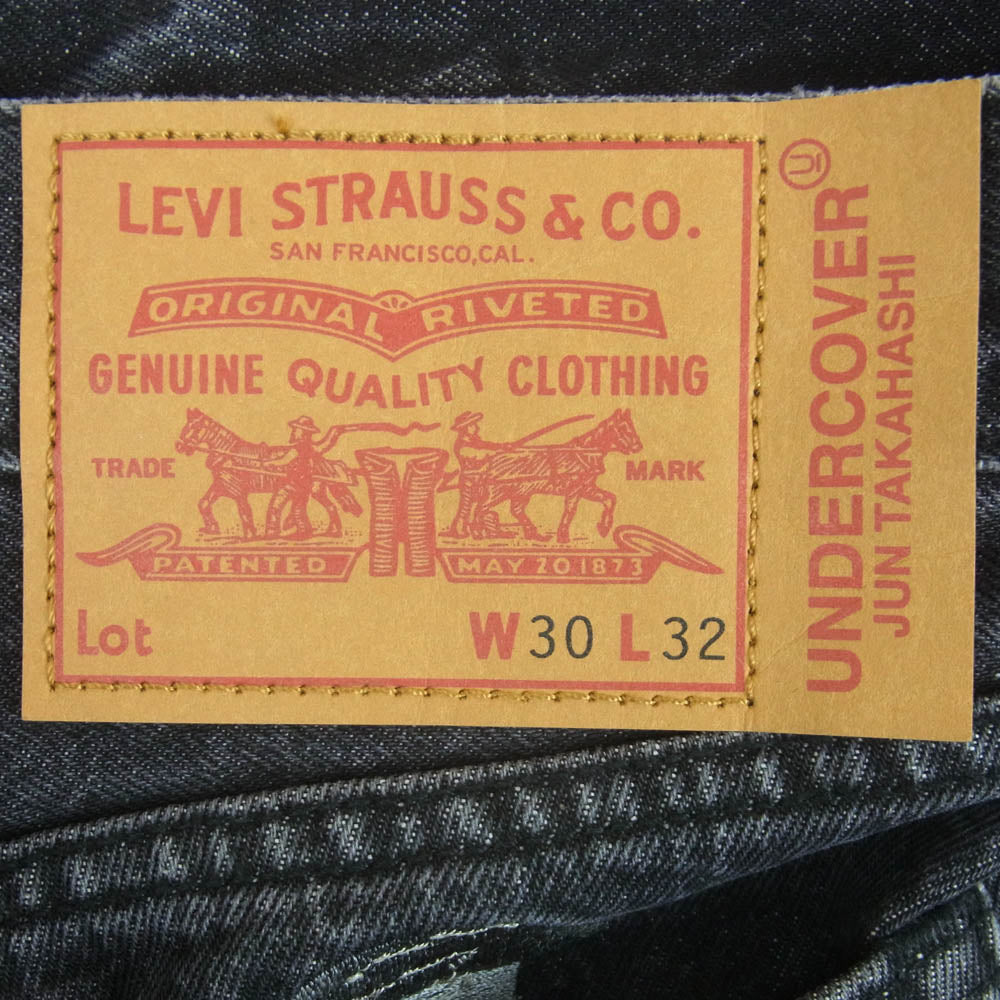 LEVI STRAUSS & CO.
SAN FRANCISCO, CAL.
ORIGINAL RIVETED
GENUINE QUALITY CLOTHING
TRADE MARK
PATENTED MAY 20 1873
Lot W30 L32
UNDERCOVER
JUN TAKAHASHI